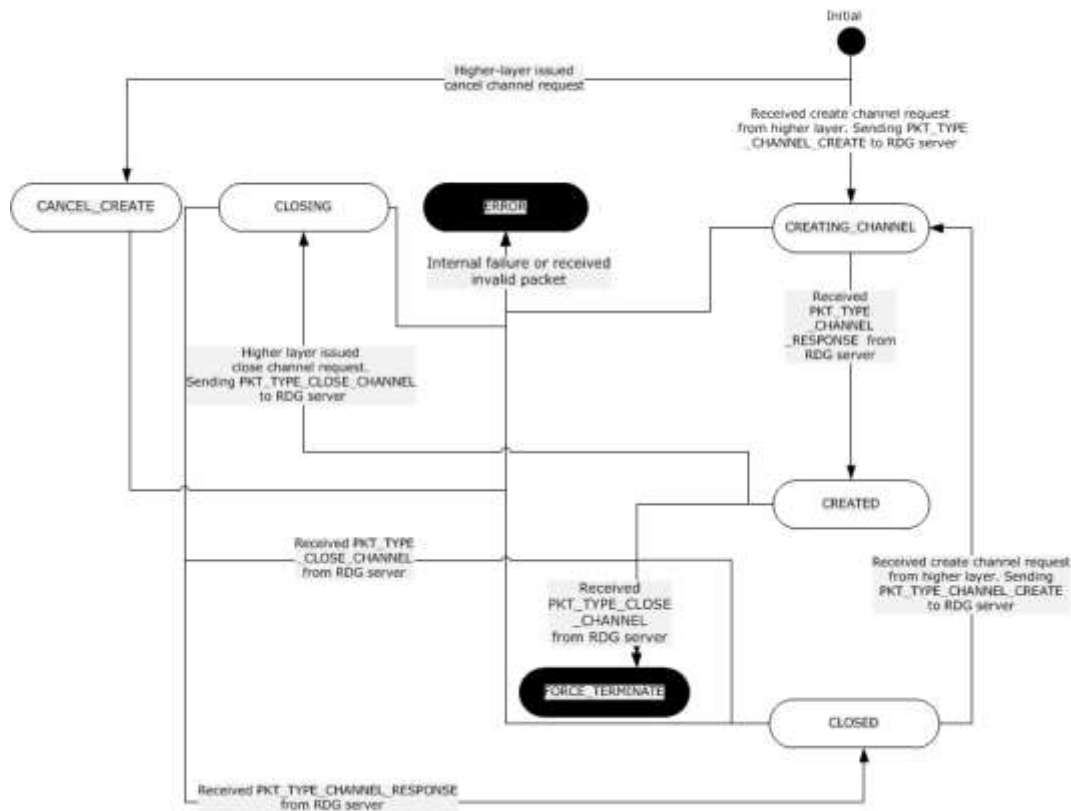 Initial
Higher-layer issued
cancel channel request
Received create channel request
from higher layer. Sending PKT_TYPE
_CHANNEL_CREATE to RDG server
CANCEL_CREATE
CLOSING
ERROR
CREATING_CHANNEL
Internal failure or received
invalid packet
Received
PKT_TYPE
_CHANNEL
_RESPONSE from
RDG server
Higher layer issued
close channel request.
Sending PKT_TYPE_CLOSE_CHANNEL
to RDG server
CREATED
Received PKT_TYPE
_CLOSE_CHANNEL
from RDG server
Received create channel request
from higher layer. Sending
PKT_TYPE_CHANNEL_CREATE
to RDG server
Received
PKT_TYPE_CLOSE
_CHANNEL
from RDG server
FORCE_TERMINATE
CLOSED
Received PKT_TYPE_CHANNEL_RESPONSE
from RDG server